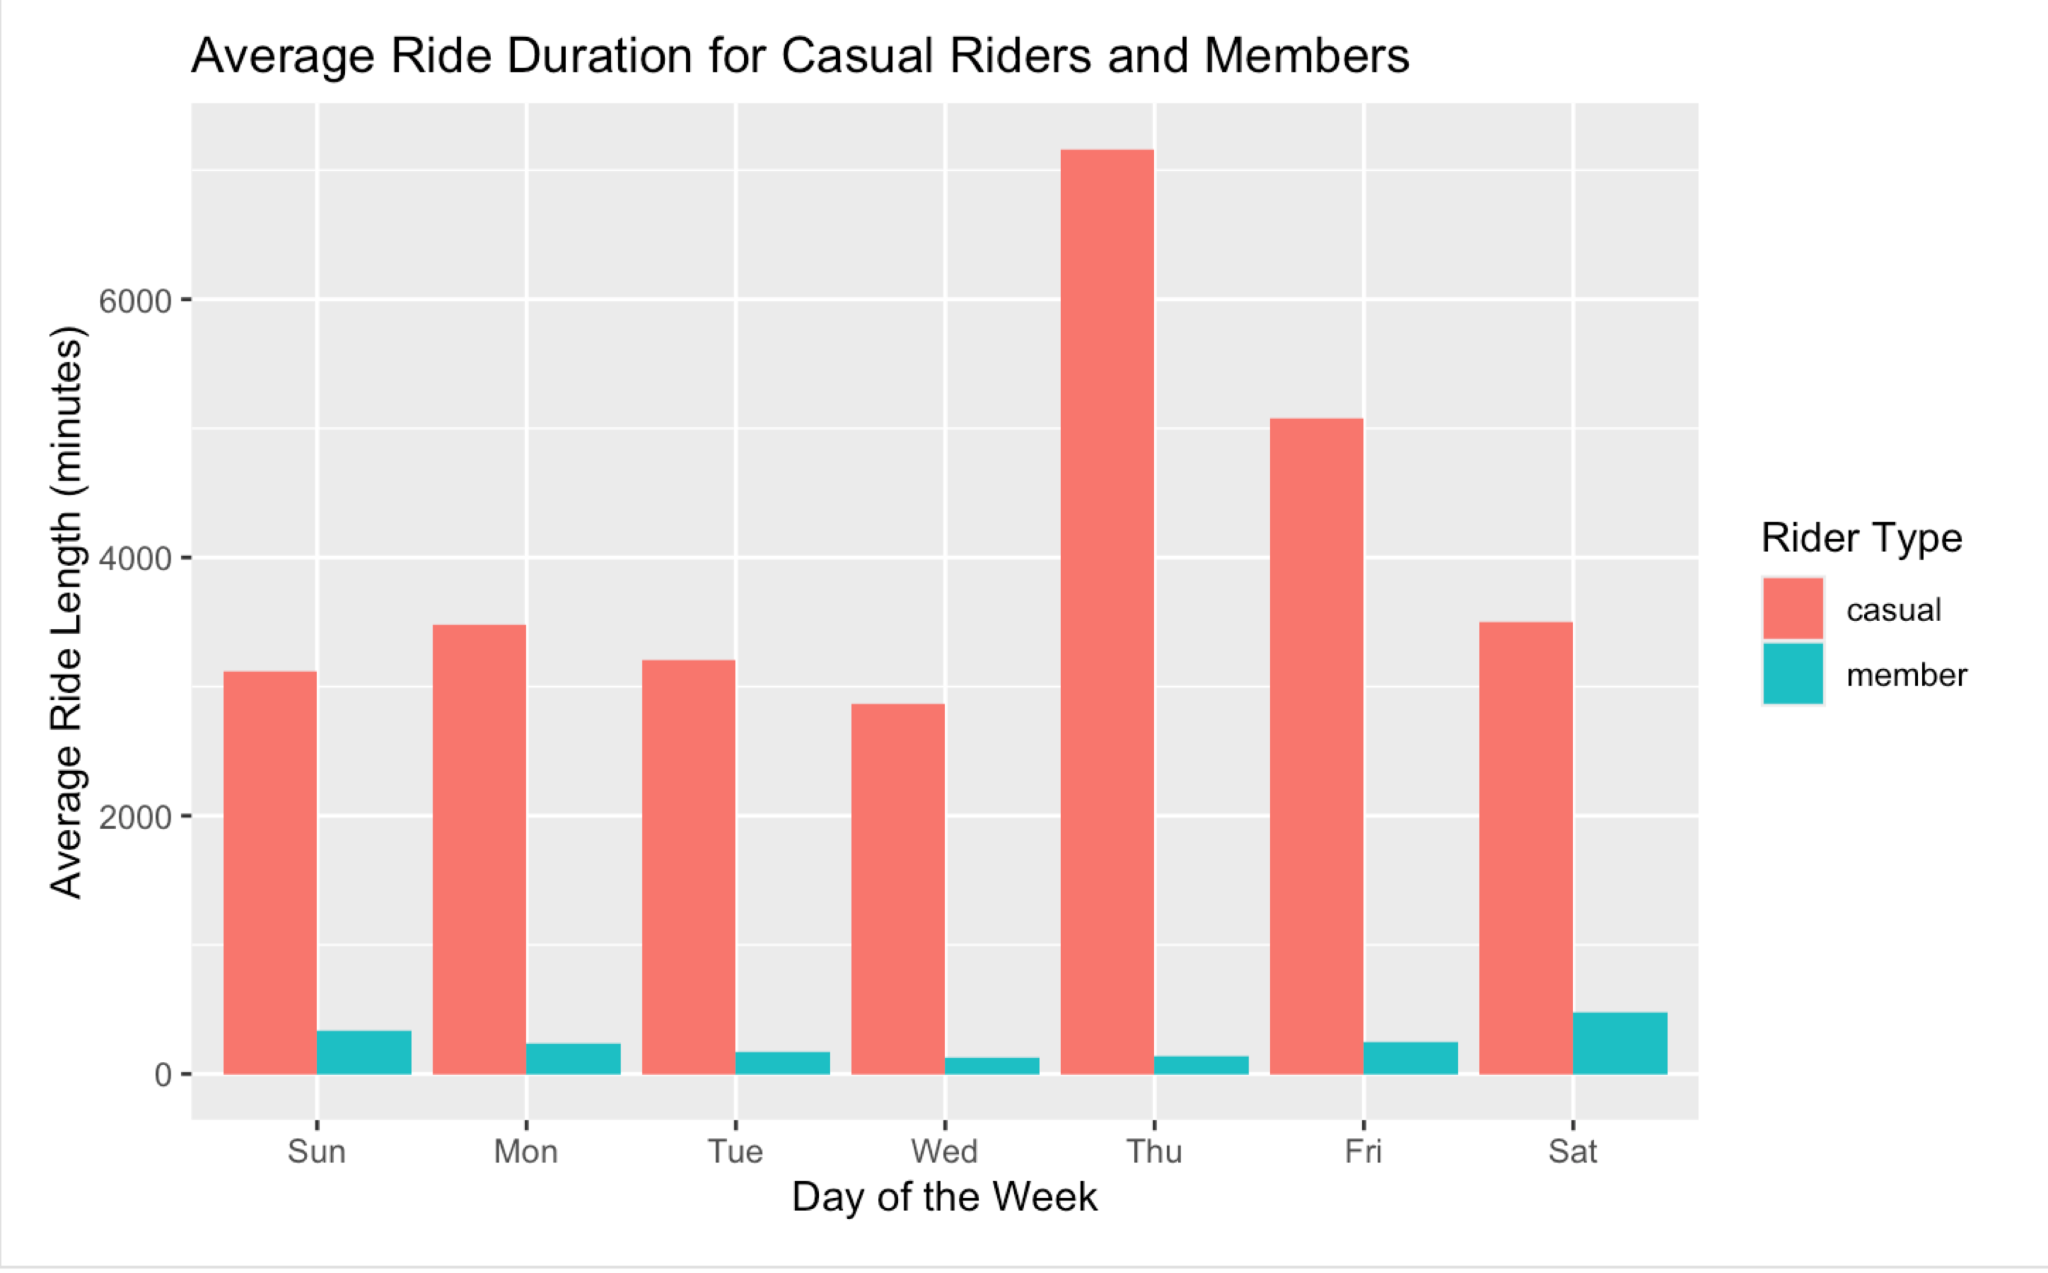 Average Ride Duration for Casual Riders and Members
Average Ride Length (minutes)
6000
4000
2000
0
Sun Mon Tue Wed Thu Fri Sat
Day of the Week
Rider Type
casual
member